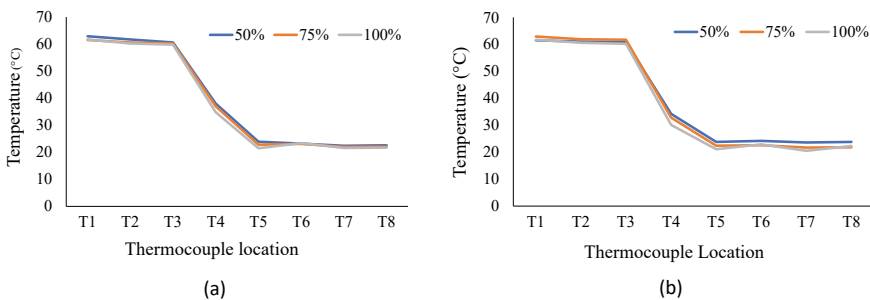 70
60
50
40
30
20
10
0
Temperature (°C)
50% 75% 100%
T1 T2 T3 T4 T5 T6 T7 T8
Thermocouple location
(a)
70
60
50
40
30
20
10
0
Temperature (°C)
50% 75% 100%
T1 T2 T3 T4 T5 T6 T7 T8
Thermocouple Location
(b)